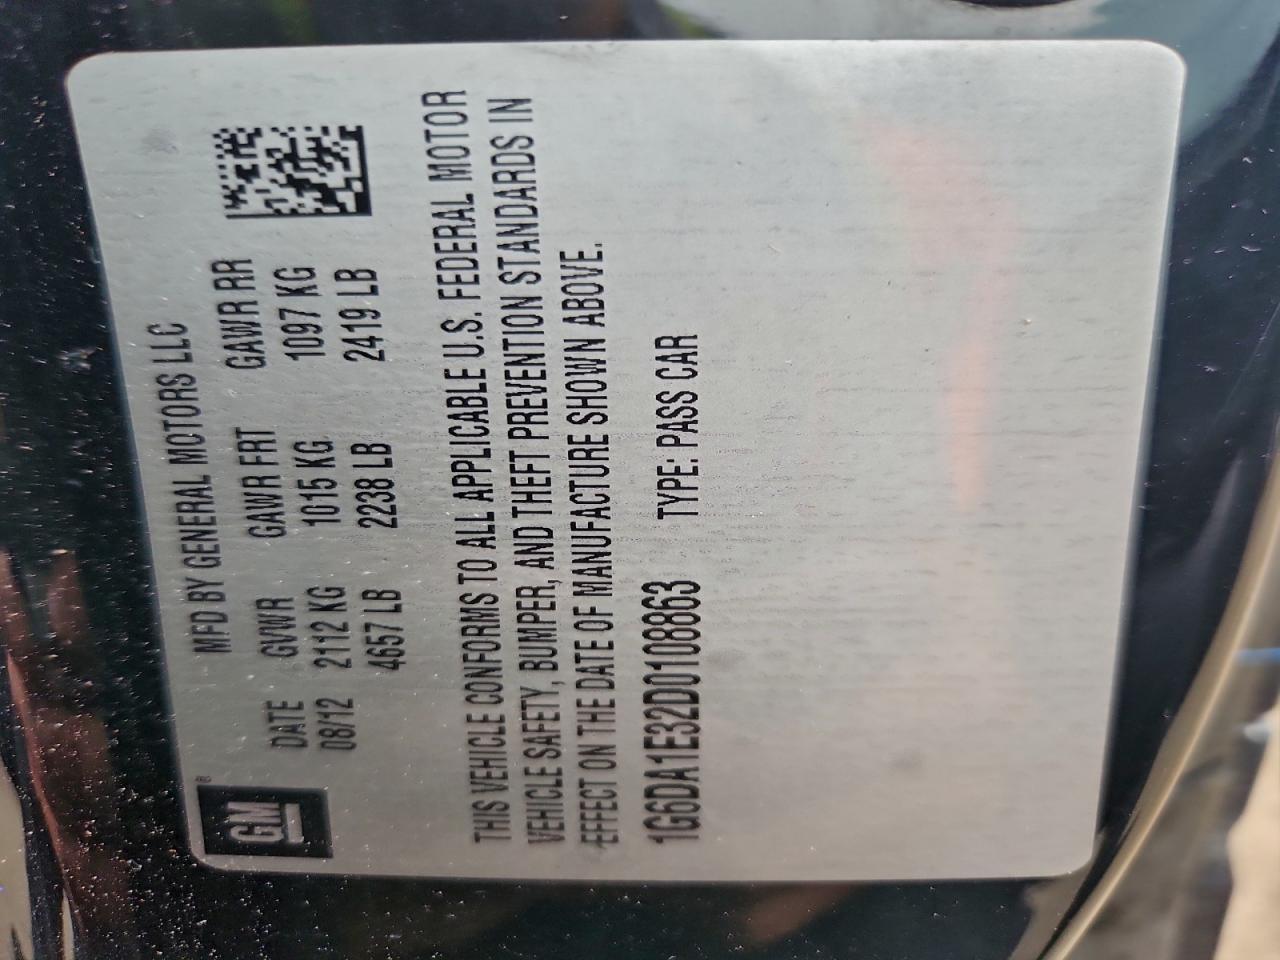 MFD BY GENERAL MOTORS LLC
GM®
DATE GVWR GAWR FRT GAWR RR
08/12 2112 KG 1015 KG 1097 KG
4657 LB 2238 LB 2419 LB
THIS VEHICLE CONFORMS TO ALL APPLICABLE U.S. FEDERAL MOTOR
VEHICLE SAFETY, BUMPER, AND THEFT PREVENTION STANDARDS IN
EFFECT ON THE DATE OF MANUFACTURE SHOWN ABOVE.
1G6DA1E32D0108863 TYPE: PASS CAR